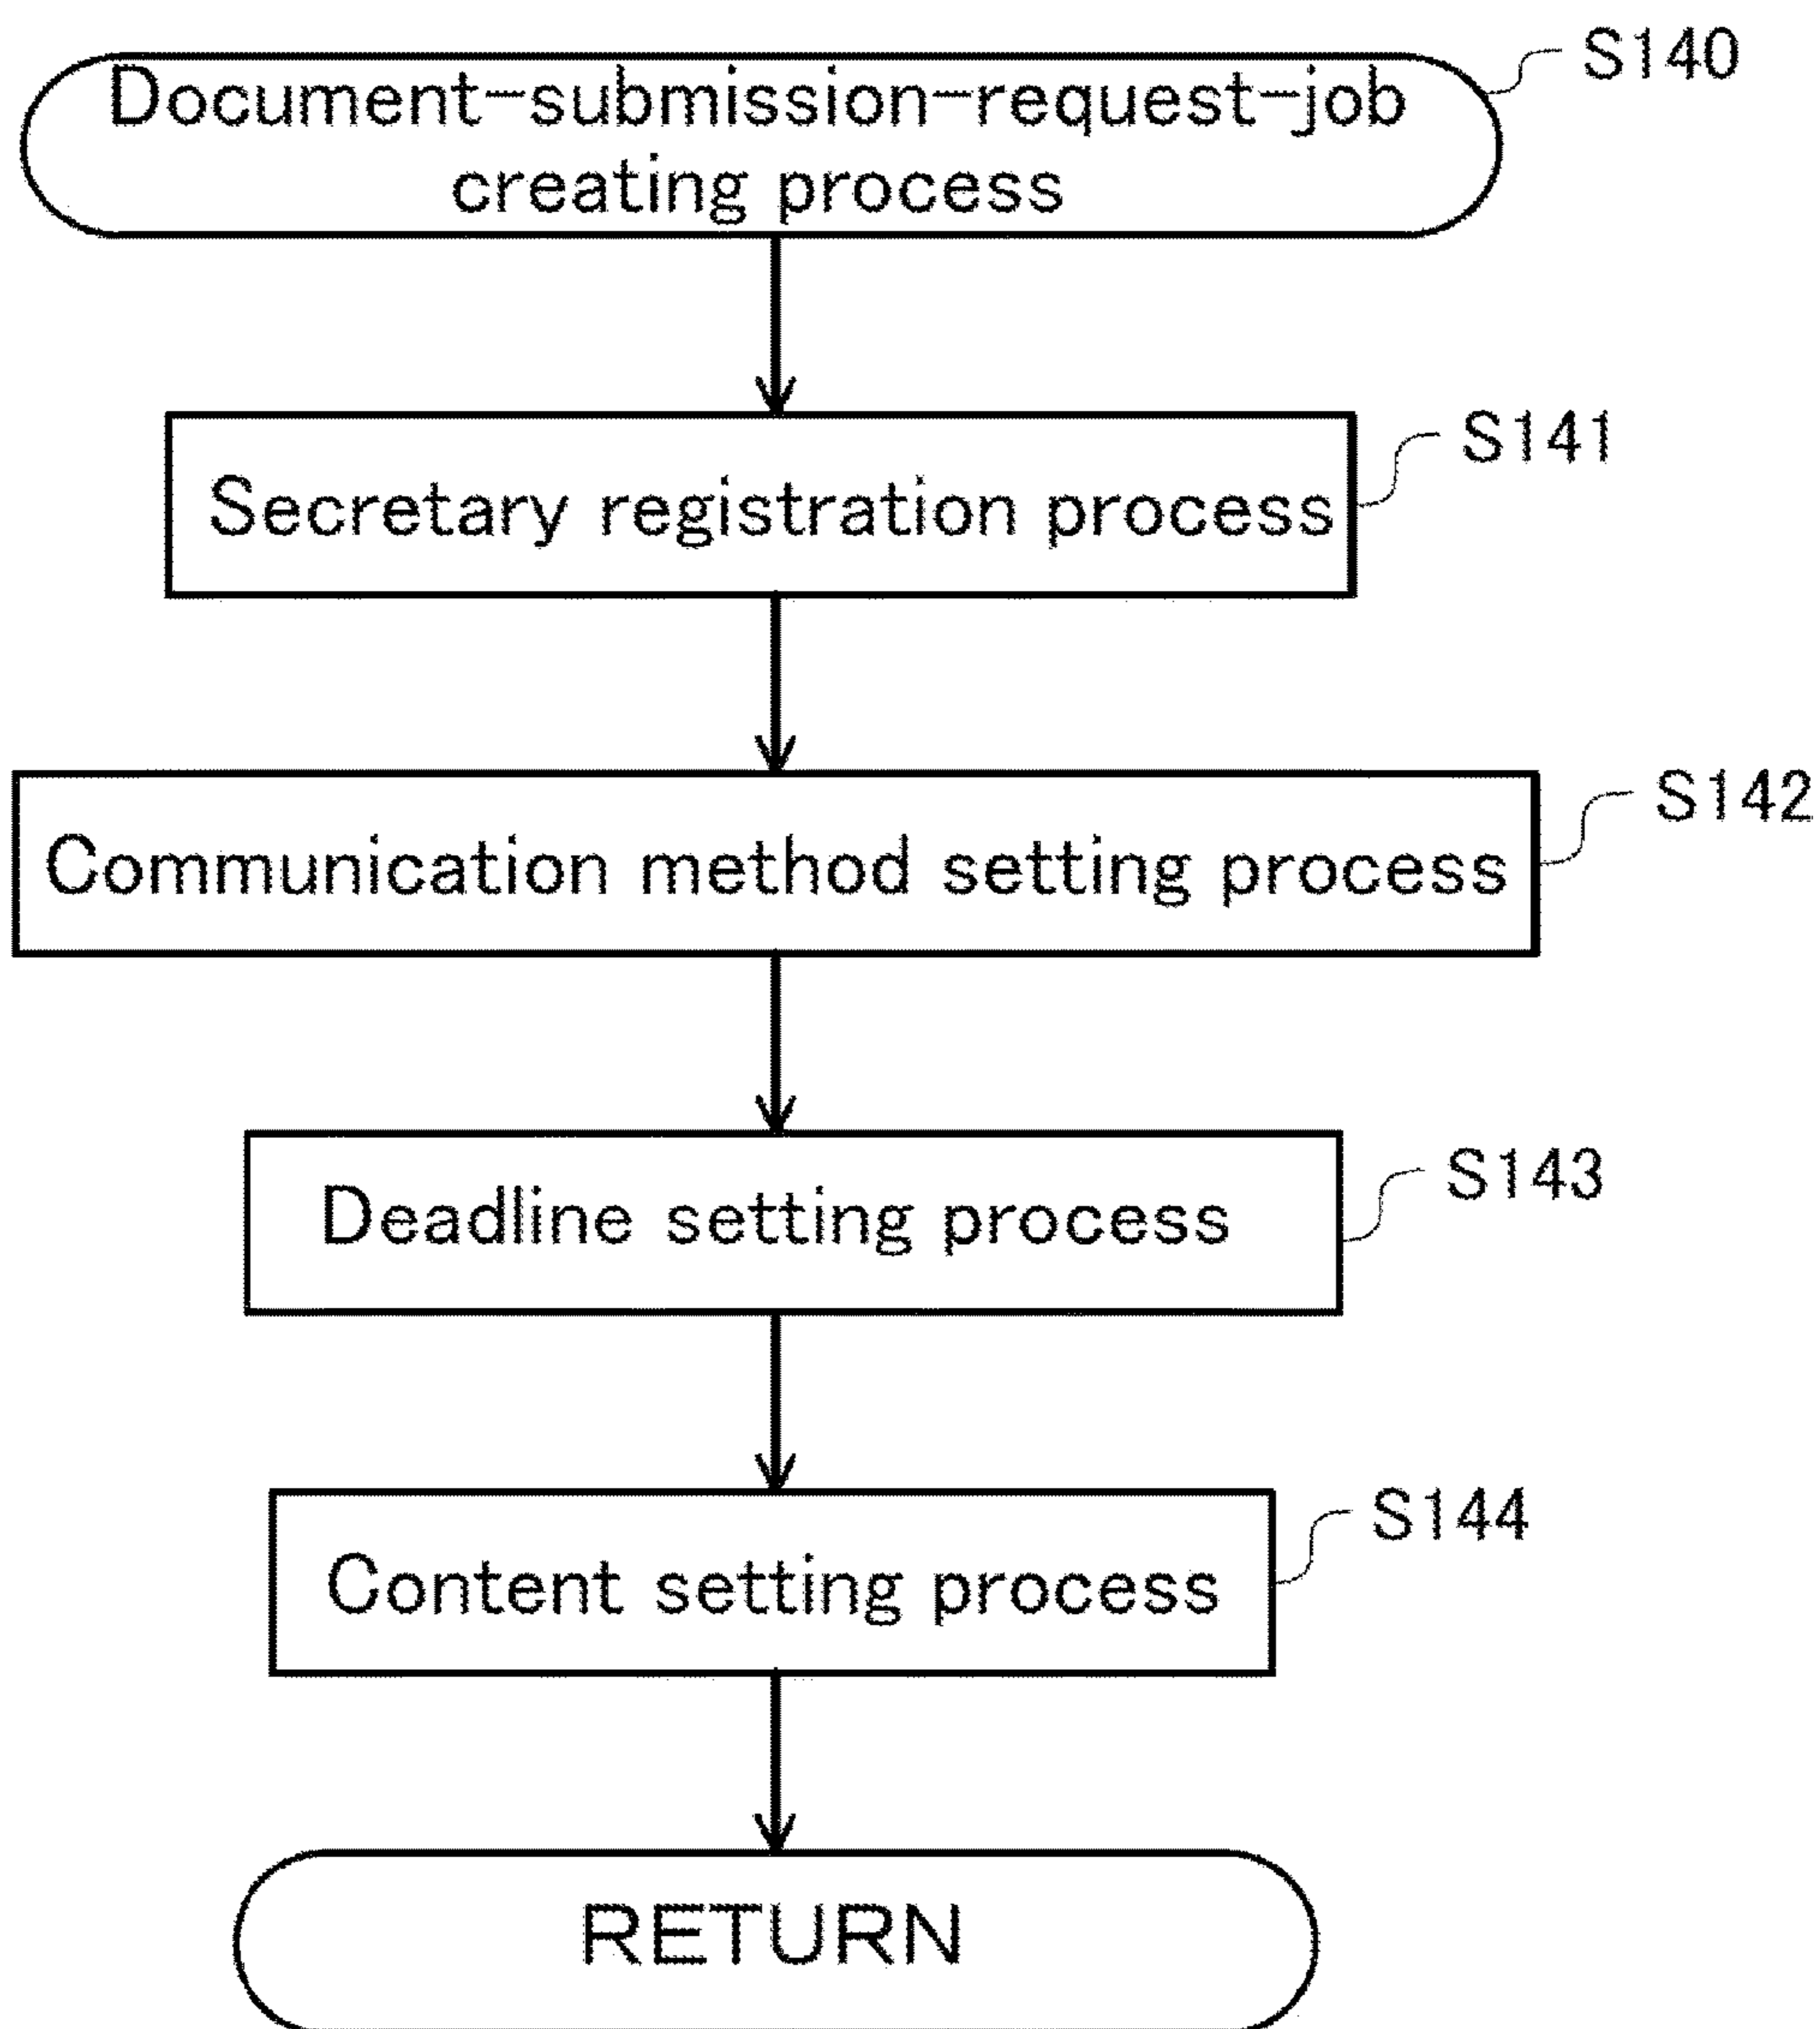 S140
Document-submission-request-job
creating process
S141
Secretary registration process
S142
Communication method setting process
S143
Deadline setting process
S144
Content setting process
RETURN